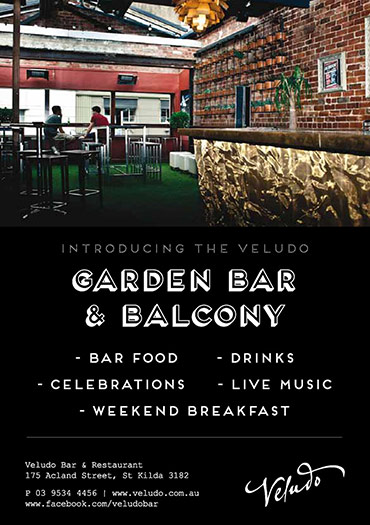 INTRODUCING THE VELUDO
GARDEN BAR
& BALCONY
- BAR FOOD - DRINKS
- CELEBRATIONS - LIVE MUSIC
- WEEKEND BREAKFAST
Veludo Bar & Restaurant
175 Acland Street, St Kilda 3182
P 03 9534 4456 | www.veludo.com.au
www.facebook.com/veludobar
Veludo